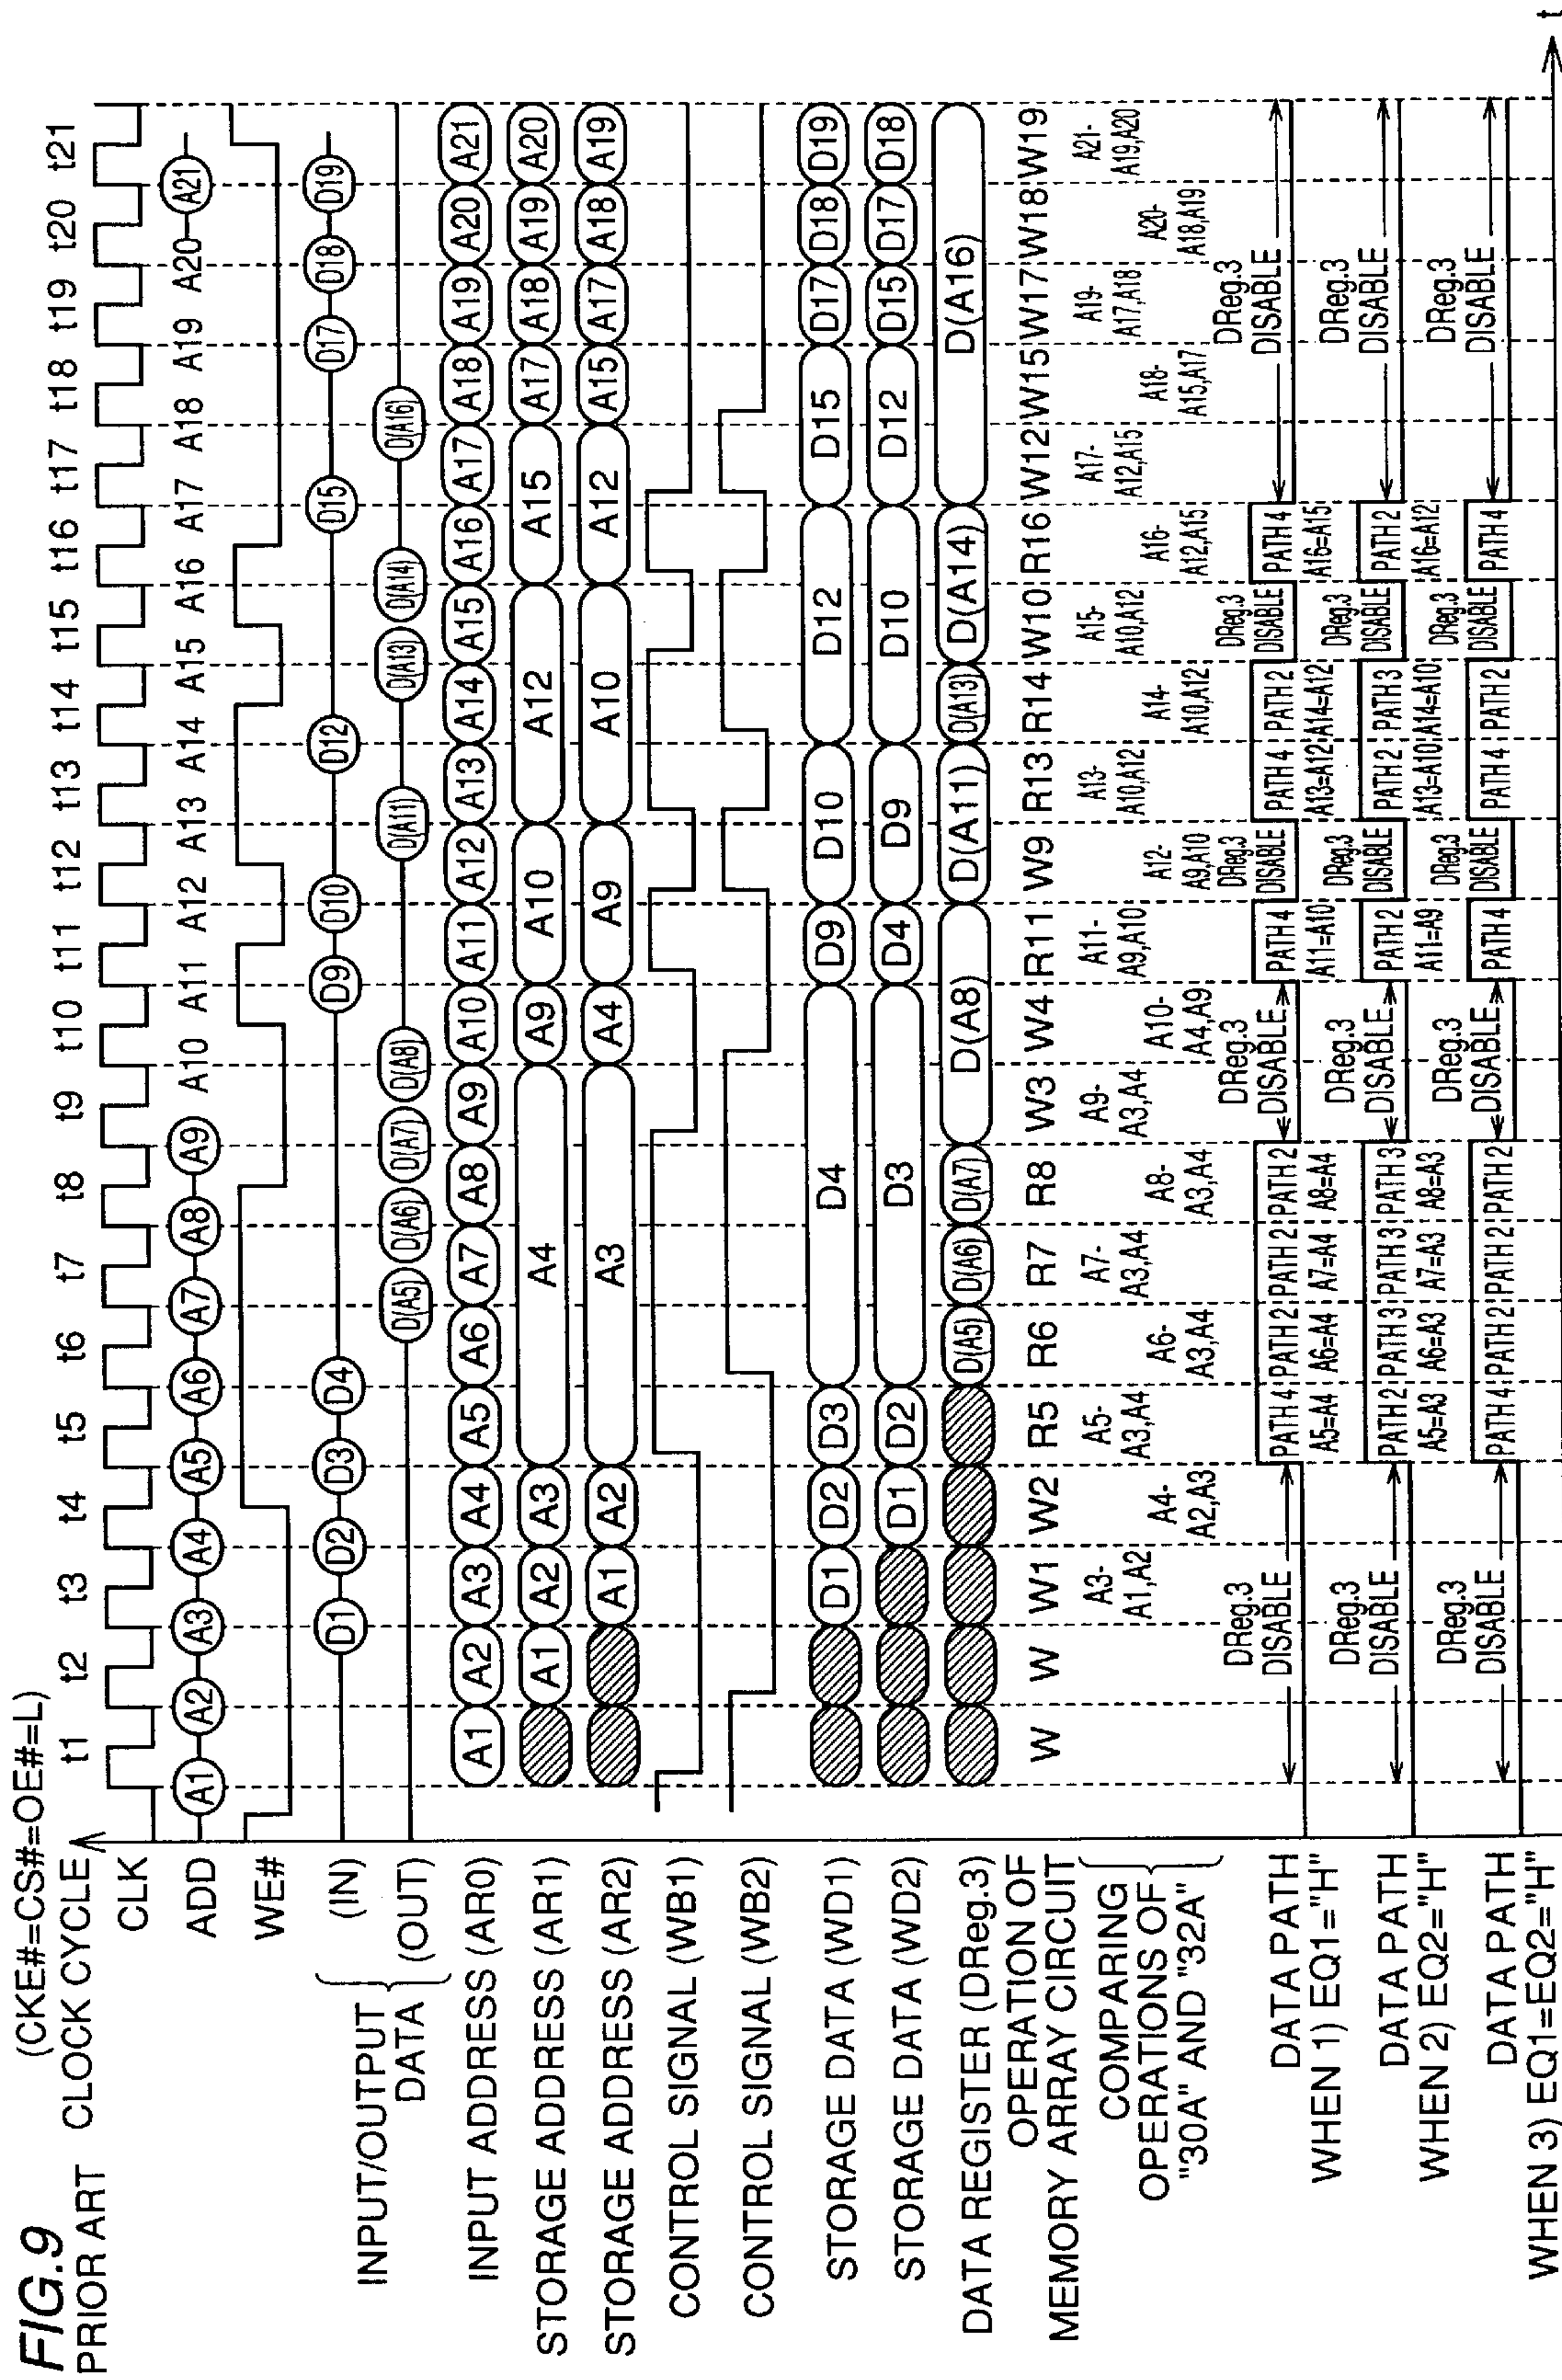 FIG.9
PRIOR ART
(CKE#=CS#=OE#=L)
CLOCK CYCLE t1 t2 t3 t4 t5 t6 t7 t8 t9 t10 t11 t12 t13 t14 t15 t16 t17 t18 t19 t20 t21
CLK
ADD A1 A2 A3 A4 A5 A6 A7 A8 A9 A10 A11 A12 A13 A14 A15 A16 A17 A18 A19 A20 A21
WE#
INPUT/OUTPUT DATA
(IN) D1 D2 D3 D4 D9 D10 D12 D15 D17 D18 D19
(OUT) D(A5) D(A6) D(A7) D(A8) D(A11) D(A13) D(A14) D(A16)
INPUT ADDRESS (AR0) A1 A2 A3 A4 A5 A6 A7 A8 A9 A10 A11 A12 A13 A14 A15 A16 A17 A18 A19 A20 A21
STORAGE ADDRESS (AR1) A1 A2 A3 A4 A9 A10 A12 A15 A17 A18 A19 A20
STORAGE ADDRESS (AR2) A1 A2 A3 A4 A9 A10 A12 A15 A17 A18 A19
CONTROL SIGNAL (WB1)
CONTROL SIGNAL (WB2)
STORAGE DATA (WD1) D1 D2 D3 D4 D9 D10 D12 D15 D17 D18 D19
STORAGE DATA (WD2) D1 D2 D3 D4 D9 D10 D12 D15 D17 D18
DATA REGISTER (DReg.3) D(A5) D(A6) D(A7) D(A8) D(A11) D(A13) D(A14) D(A16)
OPERATION OF
MEMORY ARRAY CIRCUIT W W W1 W2 R5 R6 R7 R8 W3 W4 R11 W9 R13 R14 W10 R16 W12 W15 W17 W18 W19
COMPARING
OPERATIONS OF
"30A" AND "32A"
A3- A4- A5- A6- A7- A8- A9- A10- A11- A12- A13- A14- A15- A16- A17- A18- A19- A20- A21-
A1,A2 A2,A3 A3,A4 A3,A4 A3,A4 A3,A4 A3,A4 A4,A9 A9,A10 A9,A10 A10,A12 A10,A12 A10,A12 A12,A15 A12,A15 A15,A17 A17,A18 A18,A19 A19,A20
DATA PATH
WHEN 1) EQ1="H"
DReg.3 DReg.3 DReg.3 DReg.3 DReg.3
DISABLE PATH 4 PATH 2 PATH 2 PATH 2 DISABLE PATH 4 DISABLE PATH 4 PATH 2 DISABLE PATH 4 DISABLE
A5=A4 A6=A4 A7=A4 A8=A4 A11=A10 A13=A12 A14=A12 A16=A15
DATA PATH
WHEN 2) EQ2="H"
DReg.3 DReg.3 DReg.3 DReg.3 DReg.3
DISABLE PATH 2 PATH 3 PATH 3 PATH 3 DISABLE PATH 2 DISABLE PATH 2 PATH 3 DISABLE PATH 2 DISABLE
A5=A3 A6=A3 A7=A3 A8=A3 A11=A9 A13=A10 A14=A10 A16=A12
DATA PATH
WHEN 3) EQ1=EQ2="H"
DReg.3 DReg.3 DReg.3 DReg.3 DReg.3
DISABLE PATH 4 PATH 2 PATH 2 PATH 2 DISABLE PATH 4 DISABLE PATH 4 PATH 2 DISABLE PATH 4 DISABLE
t